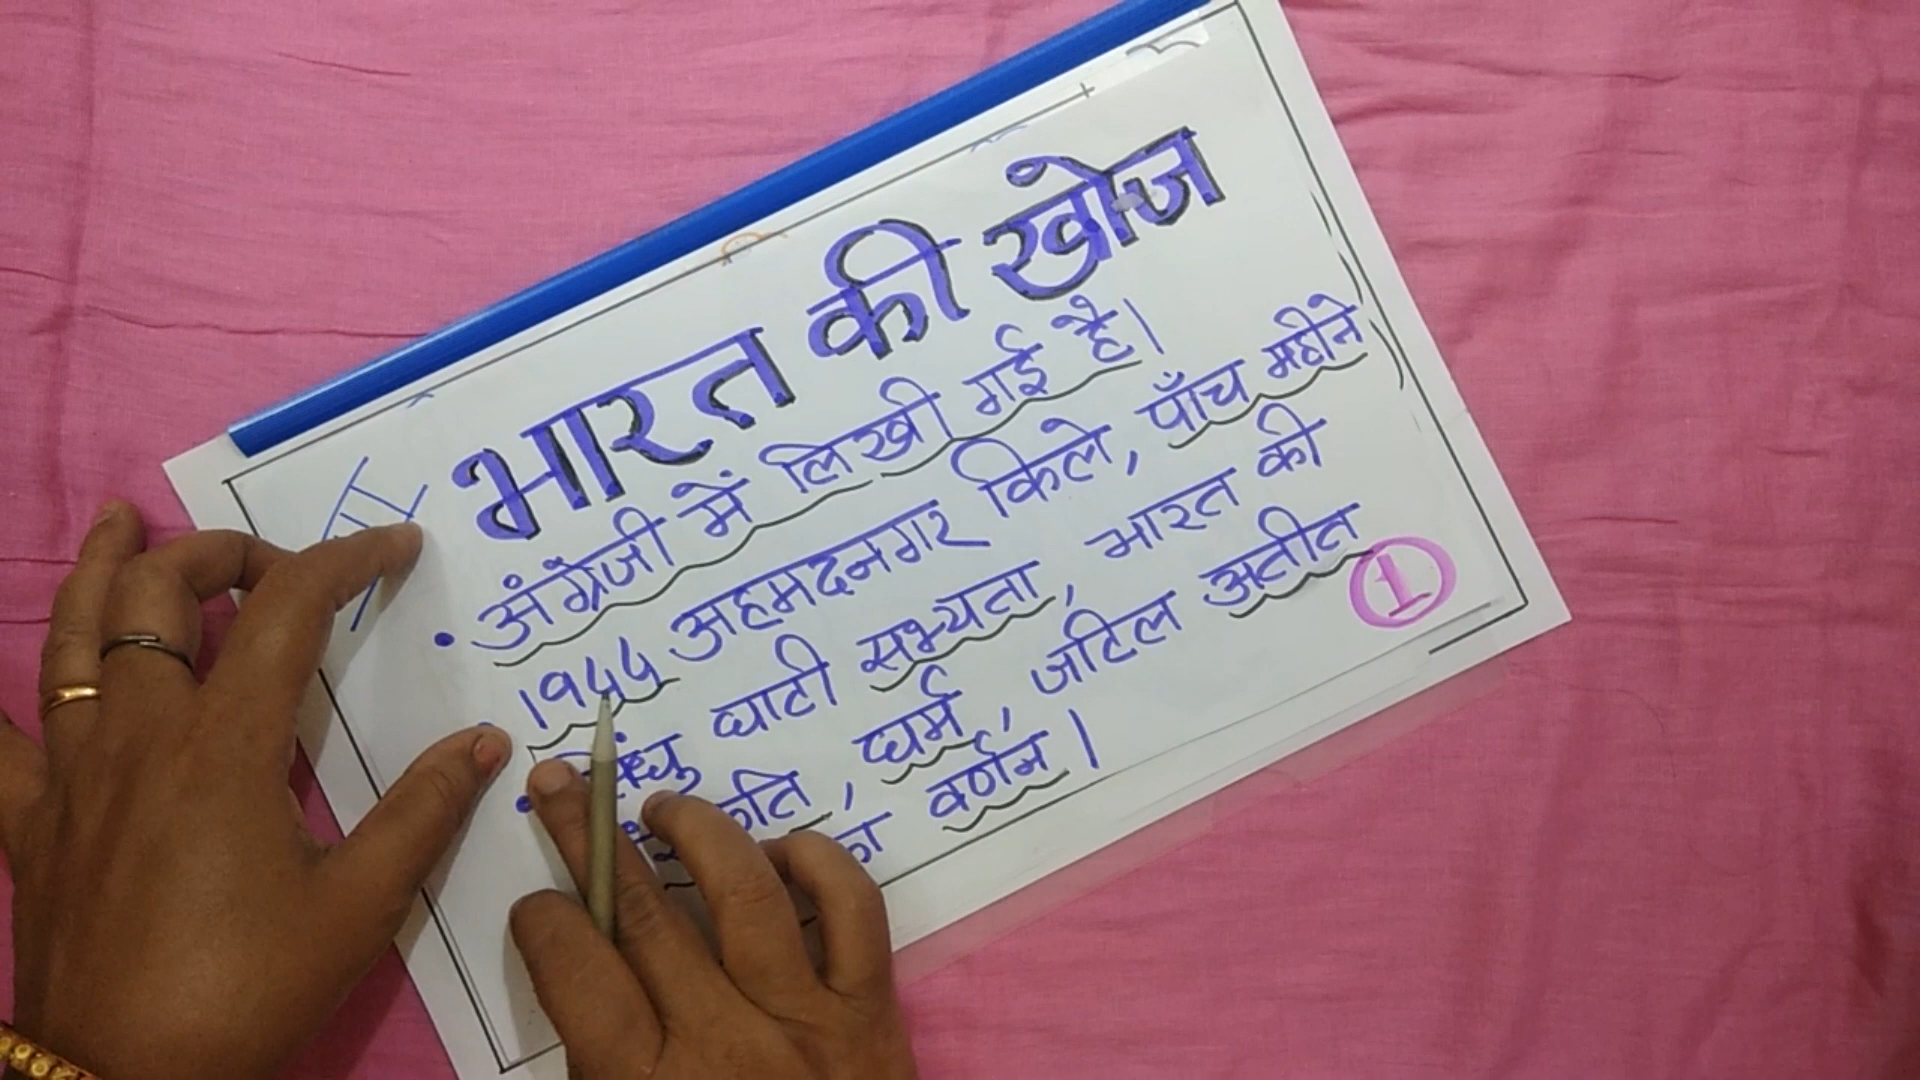 भारत की खोज
• अंग्रेजी में लिखी गई है।
• 1944 अहमदनगर किले, पाँच महीने
• सिंधु घाटी सभ्यता, भारत की
, धर्म, जटिल अतीत
का वर्णन।
1